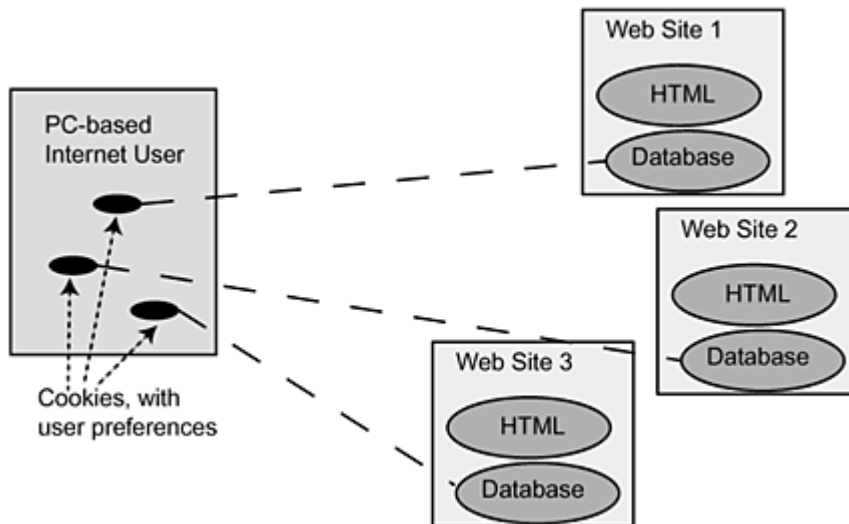 PC-based
Internet User
Cookies, with
user preferences
Web Site 1
HTML
Database
Web Site 2
HTML
Database
Web Site 3
HTML
Database